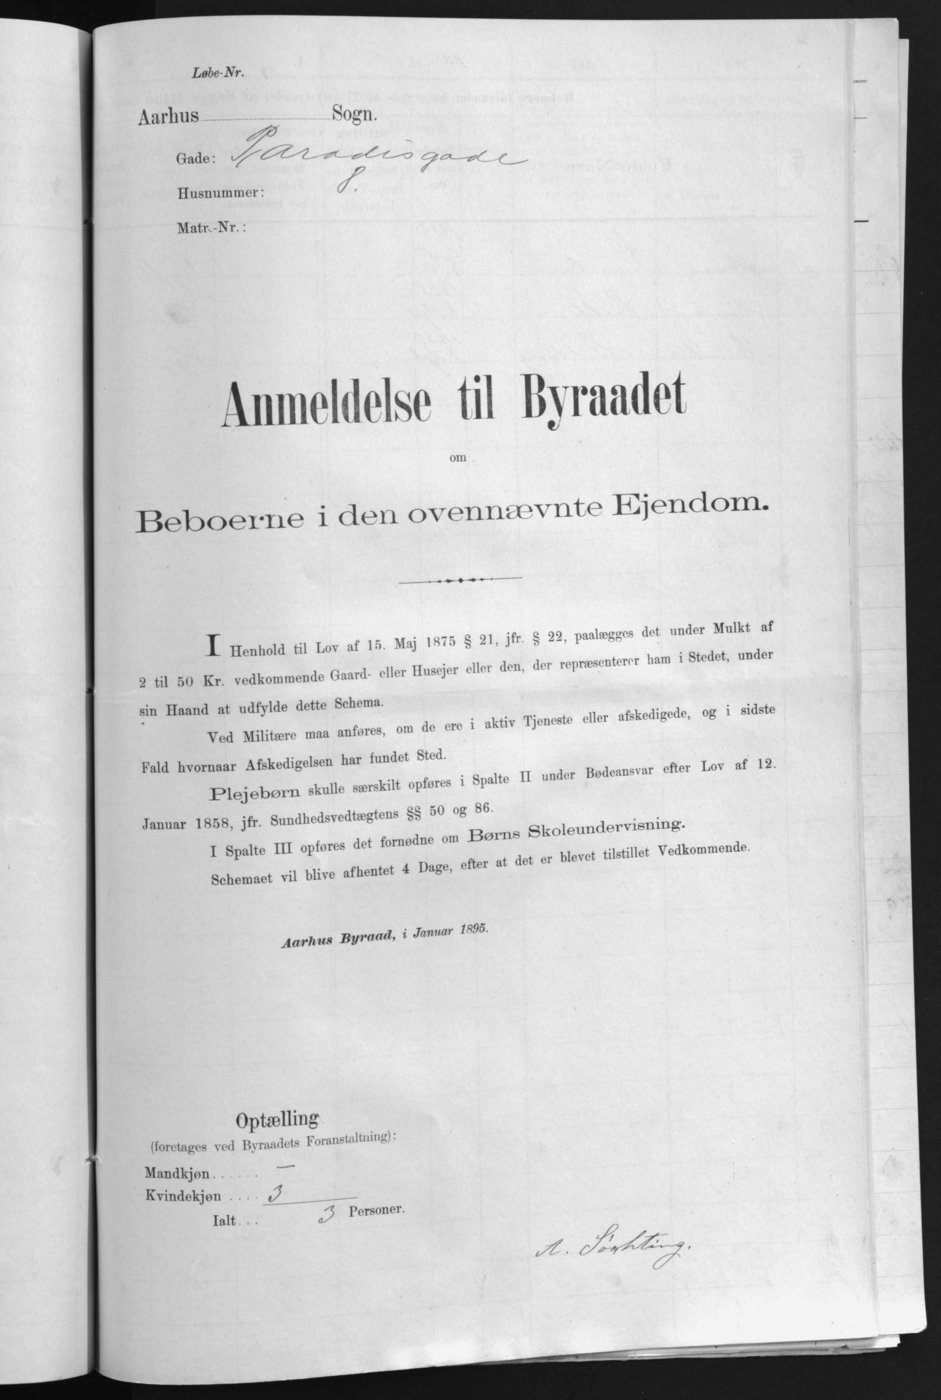 Løbe-Nr.
Aarhus Sogn.
Gade: Paradisgade
Husnummer: 8.
Matr.-Nr.:
Anmeldelse til Byraadet
om
Beboerne i den ovennævnte Ejendom.
I Henhold til Lov af 15. Maj 1875 § 21, jfr. § 22, paalægges det under Mulkt af
2 til 50 Kr. vedkommende Gaard- eller Husejer eller den, der repræsenterer ham i Stedet, under
sin Haand at udfylde dette Schema.
Ved Militære maa anføres, om de ere i aktiv Tjeneste eller afskedigede, og i sidste
Fald hvornaar Afskedigelsen har fundet Sted.
Plejebørn skulle særskilt opføres i Spalte II under Bødeansvar efter Lov af 12.
Januar 1858, jfr. Sundhedsvedtægtens §§ 50 og 86.
I Spalte III opføres det fornødne om Børns Skoleundervisning.
Schemaet vil blive afhentet 4 Dage, efter at det er blevet tilstillet Vedkommende.
Aarhus Byraad, i Januar 1895.
Optælling
(foretages ved Byraadets Foranstaltning):
Mandkjøn...... —
Kvindekjøn .... 3
Ialt... 3 Personer.
A.